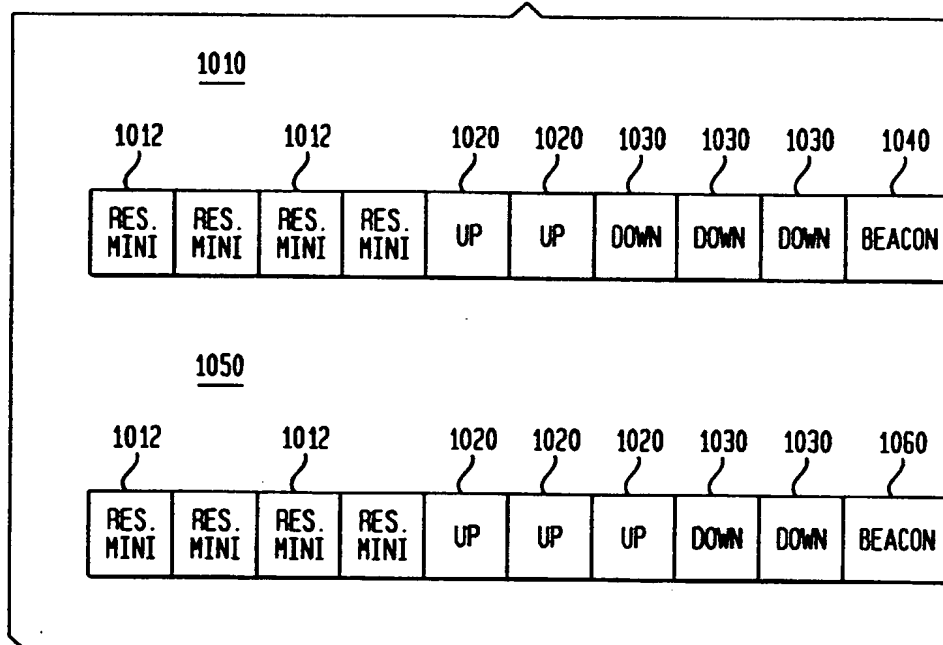 1010
1012 1012 1020 1020 1030 1030 1030 1040
RES. MINI RES. MINI RES. MINI RES. MINI UP UP DOWN DOWN DOWN BEACON
1050
1012 1012 1020 1020 1020 1030 1030 1060
RES. MINI RES. MINI RES. MINI RES. MINI UP UP UP DOWN DOWN BEACON